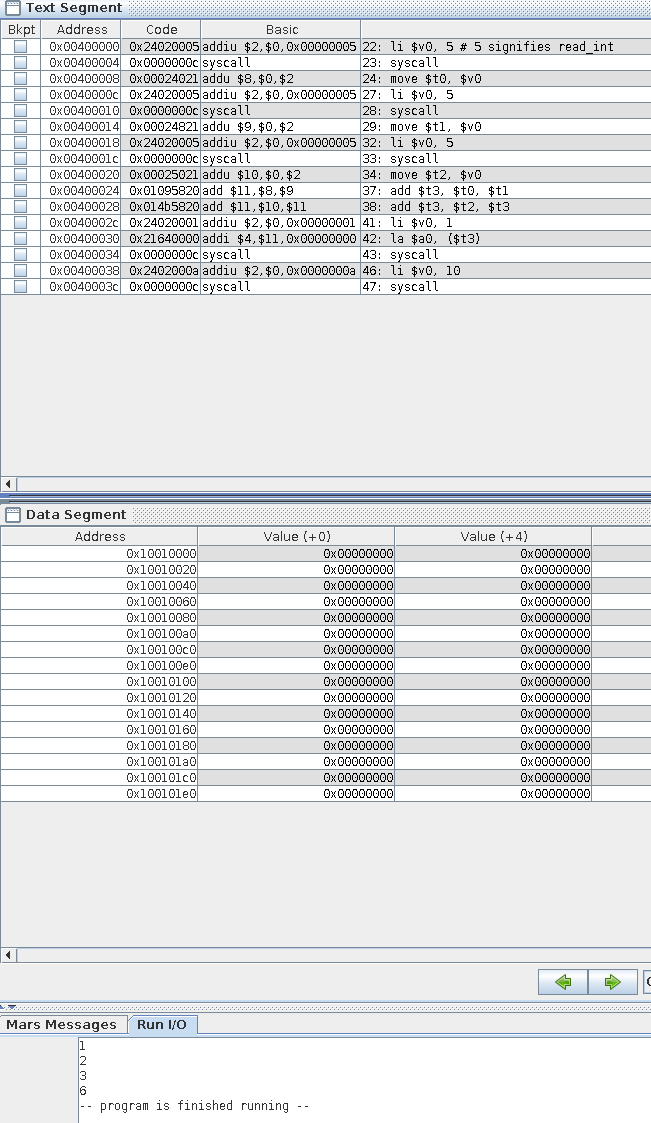 Text Segment
Bkpt Address Code Basic
0x00400000 0x24020005 addiu $2,$0,0x00000005 22: li $v0, 5 # 5 signifies read_int
0x00400004 0x0000000c syscall 23: syscall
0x00400008 0x00024021 addu $8,$0,$2 24: move $t0, $v0
0x0040000c 0x24020005 addiu $2,$0,0x00000005 27: li $v0, 5
0x00400010 0x0000000c syscall 28: syscall
0x00400014 0x00024821 addu $9,$0,$2 29: move $t1, $v0
0x00400018 0x24020005 addiu $2,$0,0x00000005 32: li $v0, 5
0x0040001c 0x0000000c syscall 33: syscall
0x00400020 0x00025021 addu $10,$0,$2 34: move $t2, $v0
0x00400024 0x01095820 add $11,$8,$9 37: add $t3, $t0, $t1
0x00400028 0x014b5820 add $11,$10,$11 38: add $t3, $t2, $t3
0x0040002c 0x24020001 addiu $2,$0,0x00000001 41: li $v0, 1
0x00400030 0x21640000 addi $4,$11,0x00000000 42: la $a0, ($t3)
0x00400034 0x0000000c syscall 43: syscall
0x00400038 0x2402000a addiu $2,$0,0x0000000a 46: li $v0, 10
0x0040003c 0x0000000c syscall 47: syscall
Data Segment
Address Value (+0) Value (+4)
0x10010000 0x00000000 0x00000000
0x10010020 0x00000000 0x00000000
0x10010040 0x00000000 0x00000000
0x10010060 0x00000000 0x00000000
0x10010080 0x00000000 0x00000000
0x100100a0 0x00000000 0x00000000
0x100100c0 0x00000000 0x00000000
0x100100e0 0x00000000 0x00000000
0x10010100 0x00000000 0x00000000
0x10010120 0x00000000 0x00000000
0x10010140 0x00000000 0x00000000
0x10010160 0x00000000 0x00000000
0x10010180 0x00000000 0x00000000
0x100101a0 0x00000000 0x00000000
0x100101c0 0x00000000 0x00000000
0x100101e0 0x00000000 0x00000000
Mars Messages Run I/O
1
2
3
6
-- program is finished running --